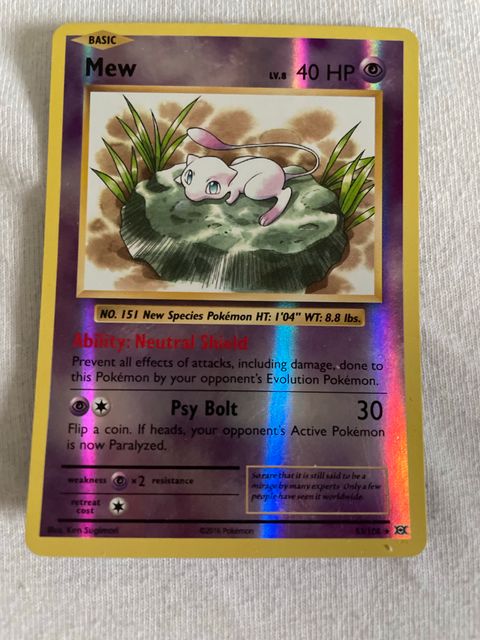 BASIC
Mew LV.8 40 HP
NO. 151 New Species Pokémon HT: 1'04" WT: 8.8 lbs.
Ability: Neutral Shield
Prevent all effects of attacks, including damage, done to
this Pokémon by your opponent's Evolution Pokémon.
Psy Bolt 30
Flip a coin. If heads, your opponent's Active Pokémon
is now Paralyzed.
weakness ×2 resistance
retreat
cost
So rare that it is still said to be a
mirage by many experts. Only a few
people have seen it worldwide.
Illus. Ken Sugimori ©2016 Pokémon 53/108